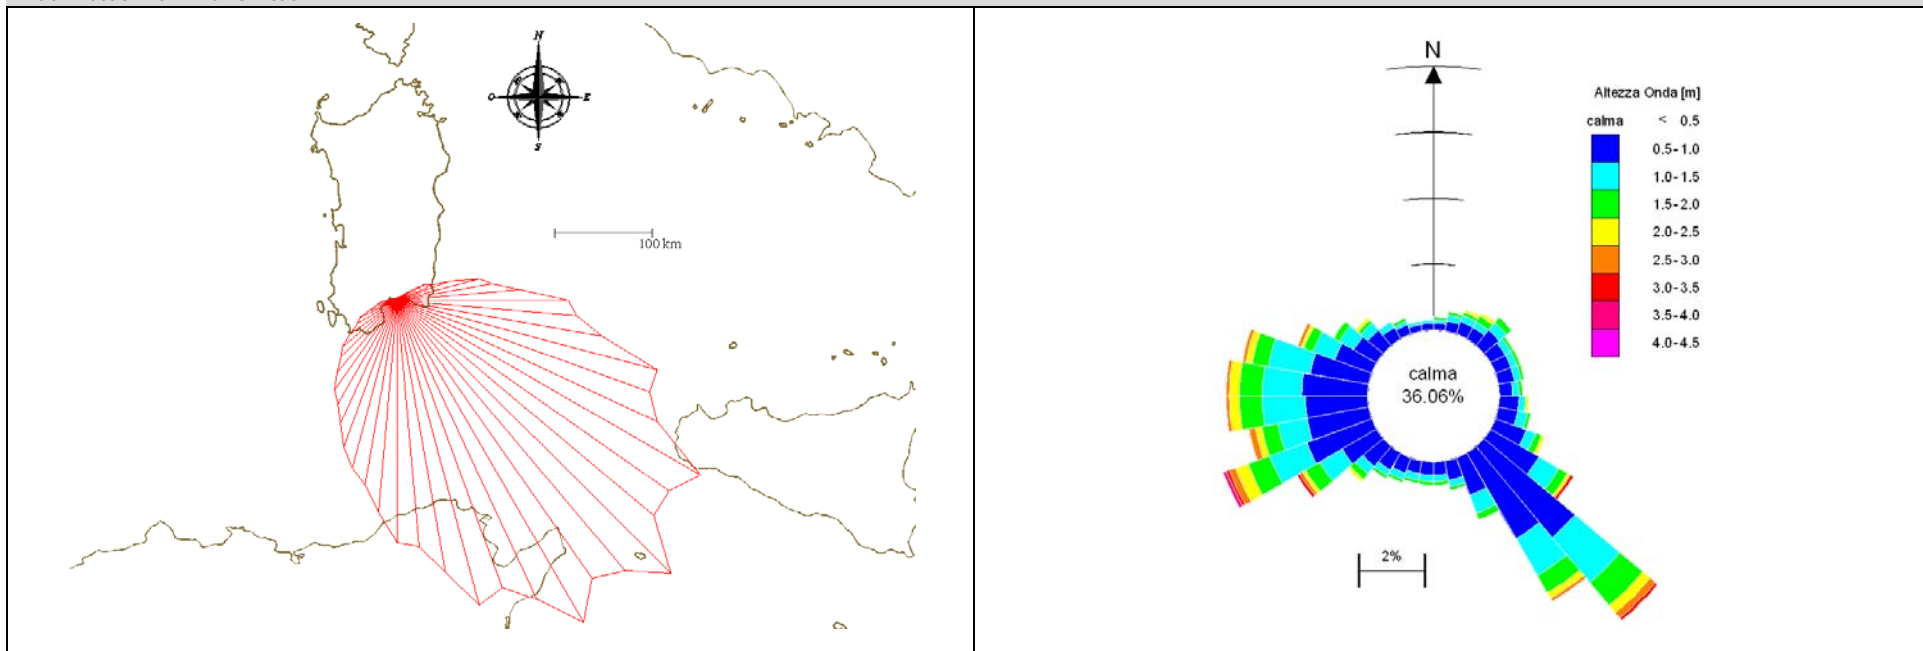 N
O E
S
100 km
N
Altezza Onda [m]
calma < 0.5
0.5-1.0
1.0-1.5
1.5-2.0
2.0-2.5
2.5-3.0
3.0-3.5
3.5-4.0
4.0-4.5
calma
36.06%
2%